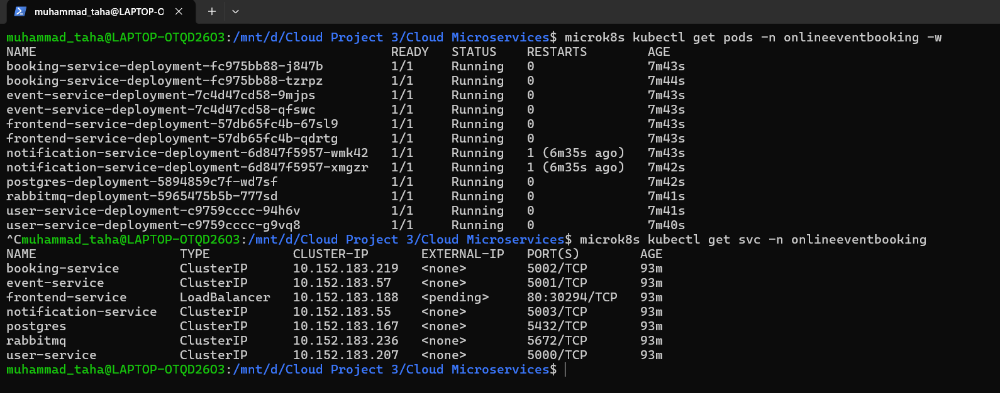 muhammad_taha@LAPTOP-O
muhammad_taha@LAPTOP-OTQD26O3:/mnt/d/Cloud Project 3/Cloud Microservices$ microk8s kubectl get pods -n onlineeventbooking -w
NAME READY STATUS RESTARTS AGE
booking-service-deployment-fc975bb88-j847b 1/1 Running 0 7m43s
booking-service-deployment-fc975bb88-tzrpz 1/1 Running 0 7m44s
event-service-deployment-7c4d47cd58-9mjps 1/1 Running 0 7m43s
event-service-deployment-7c4d47cd58-qfswc 1/1 Running 0 7m43s
frontend-service-deployment-57db65fc4b-67sl9 1/1 Running 0 7m43s
frontend-service-deployment-57db65fc4b-qdrtg 1/1 Running 0 7m43s
notification-service-deployment-6d847f5957-wmk42 1/1 Running 1 (6m35s ago) 7m43s
notification-service-deployment-6d847f5957-xmgzr 1/1 Running 1 (6m35s ago) 7m42s
postgres-deployment-5894859c7f-wd7sf 1/1 Running 0 7m42s
rabbitmq-deployment-5965475b5b-777sd 1/1 Running 0 7m41s
user-service-deployment-c9759cccc-94h6v 1/1 Running 0 7m41s
user-service-deployment-c9759cccc-g9vq8 1/1 Running 0 7m40s
^Cmuhammad_taha@LAPTOP-OTQD26O3:/mnt/d/Cloud Project 3/Cloud Microservices$ microk8s kubectl get svc -n onlineeventbooking
NAME TYPE CLUSTER-IP EXTERNAL-IP PORT(S) AGE
booking-service ClusterIP 10.152.183.219 <none> 5002/TCP 93m
event-service ClusterIP 10.152.183.57 <none> 5001/TCP 93m
frontend-service LoadBalancer 10.152.183.188 <pending> 80:30294/TCP 93m
notification-service ClusterIP 10.152.183.55 <none> 5003/TCP 93m
postgres ClusterIP 10.152.183.167 <none> 5432/TCP 93m
rabbitmq ClusterIP 10.152.183.236 <none> 5672/TCP 93m
user-service ClusterIP 10.152.183.207 <none> 5000/TCP 93m
muhammad_taha@LAPTOP-OTQD26O3:/mnt/d/Cloud Project 3/Cloud Microservices$